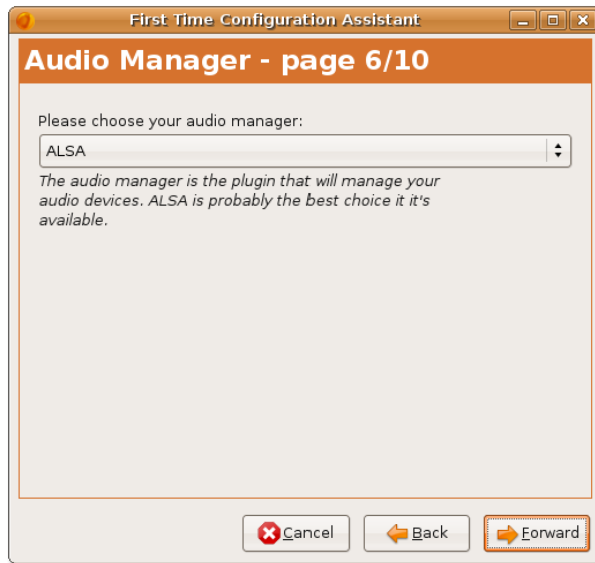 First Time Configuration Assistant
Audio Manager - page 6/10
Please choose your audio manager:
ALSA
The audio manager is the plugin that will manage your
audio devices. ALSA is probably the best choice it it's
available.
Cancel
Back
Forward